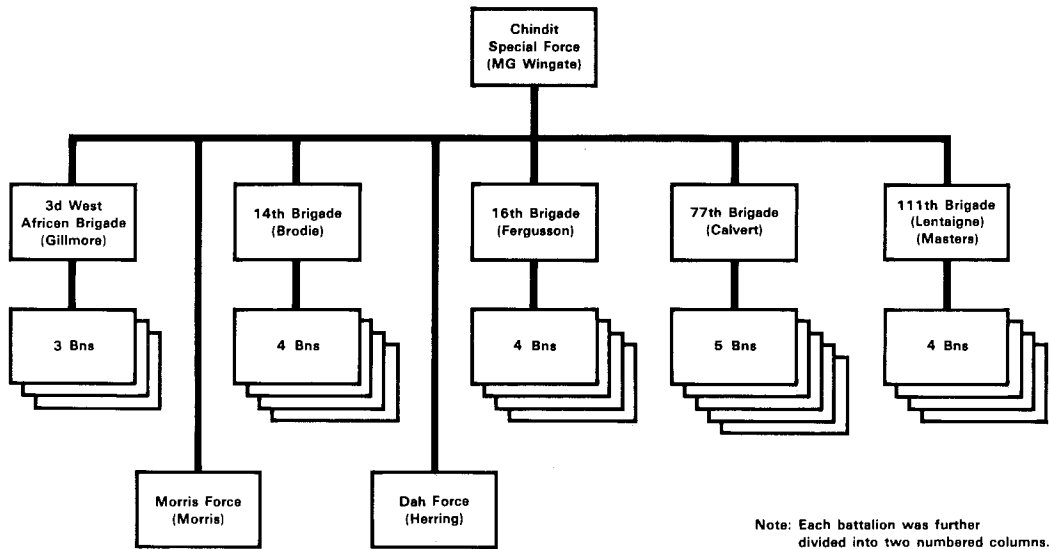 Chindit
Special Force
(MG Wingate)
3d West
African Brigade
(Gillmore)
14th Brigade
(Brodie)
16th Brigade
(Fergusson)
77th Brigade
(Calvert)
111th Brigade
(Lentaigne)
(Masters)
3 Bns
4 Bns
4 Bns
5 Bns
4 Bns
Morris Force
(Morris)
Dah Force
(Herring)
Note: Each battalion was further
divided into two numbered columns.